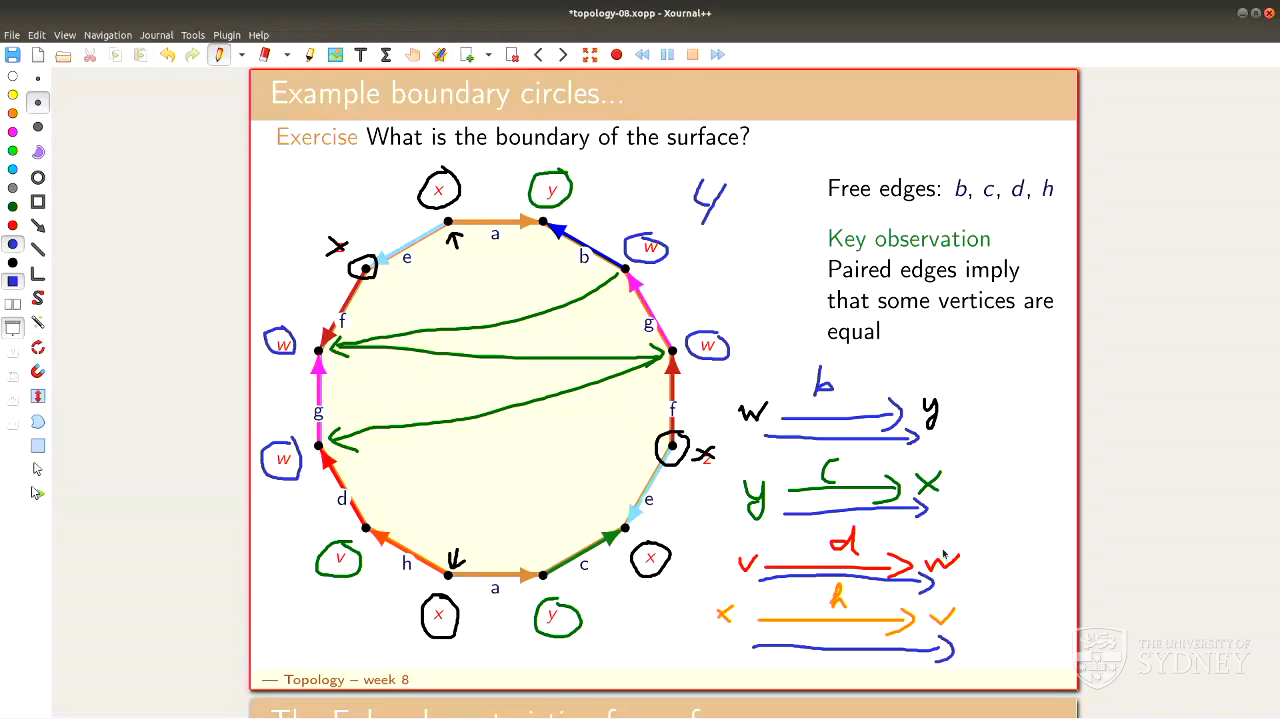 *topology-08.xopp - Xournal++
File Edit View Navigation Journal Tools Plugin Help
Example boundary circles...
Exercise What is the boundary of the surface?
x y 4
Free edges: b, c, d, h
a
x w
e b
Key observation
Paired edges imply
that some vertices are
equal
f g
w w
b
g f
w y
w x
c
y x
d e
d
v w
v h c x
a
h
x v
x y
THE UNIVERSITY OF
SYDNEY
— Topology – week 8